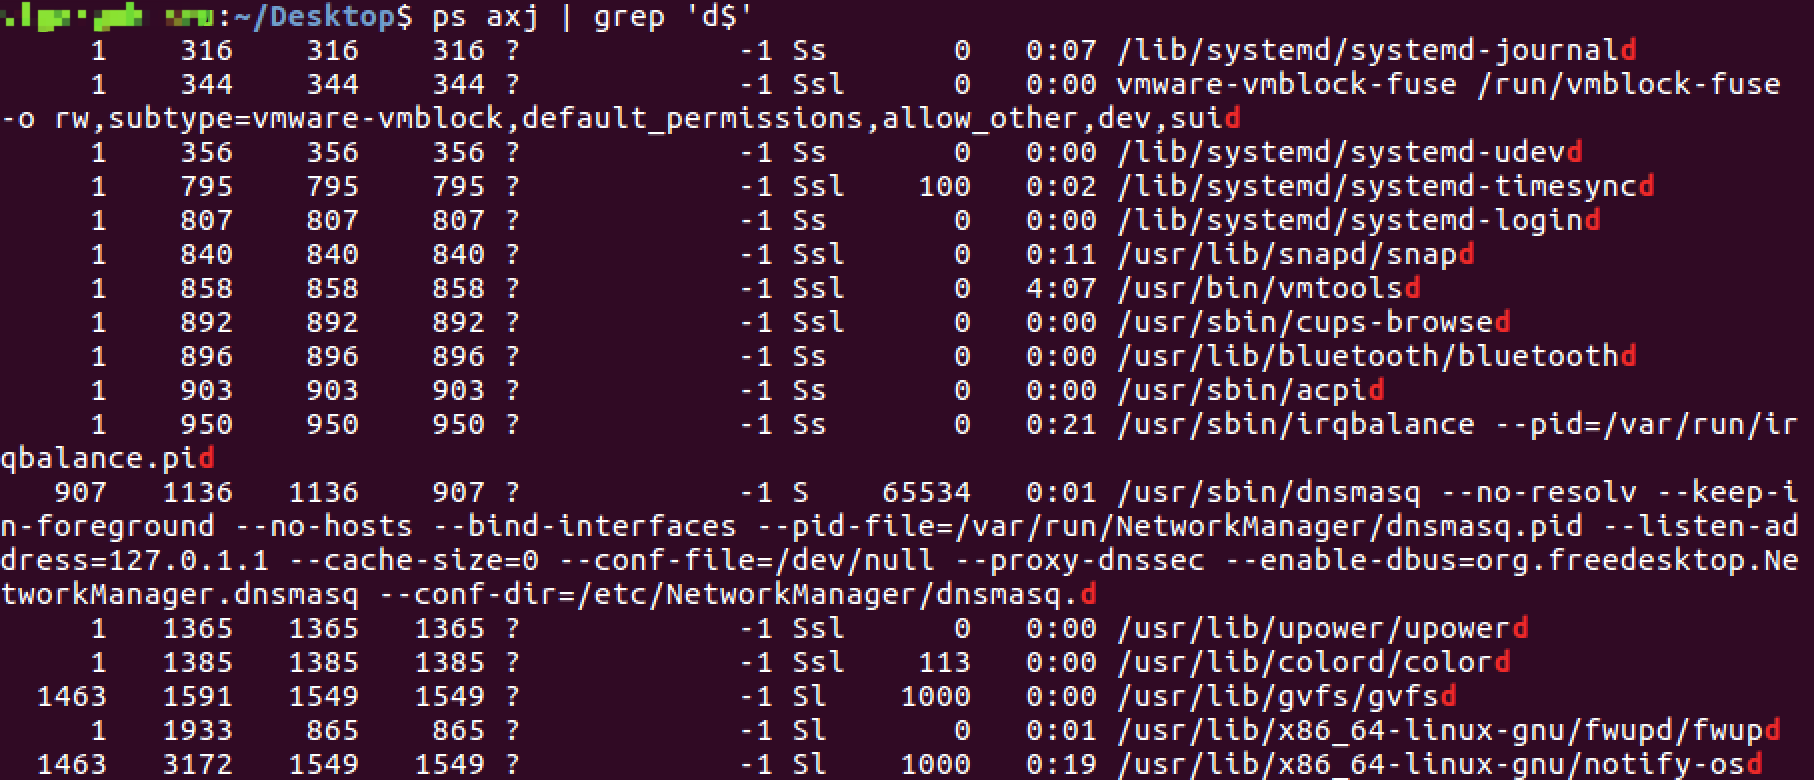 :~/Desktop$ ps axj | grep 'd$'
1 316 316 316 ? -1 Ss 0 0:07 /lib/systemd/systemd-journald
1 344 344 344 ? -1 Ssl 0 0:00 vmware-vmblock-fuse /run/vmblock-fuse
-o rw,subtype=vmware-vmblock,default_permissions,allow_other,dev,suid
1 356 356 356 ? -1 Ss 0 0:00 /lib/systemd/systemd-udevd
1 795 795 795 ? -1 Ssl 100 0:02 /lib/systemd/systemd-timesyncd
1 807 807 807 ? -1 Ss 0 0:00 /lib/systemd/systemd-logind
1 840 840 840 ? -1 Ssl 0 0:11 /usr/lib/snapd/snapd
1 858 858 858 ? -1 Ssl 0 4:07 /usr/bin/vmtoolsd
1 892 892 892 ? -1 Ssl 0 0:00 /usr/sbin/cups-browsed
1 896 896 896 ? -1 Ss 0 0:00 /usr/lib/bluetooth/bluetoothd
1 903 903 903 ? -1 Ss 0 0:00 /usr/sbin/acpid
1 950 950 950 ? -1 Ss 0 0:21 /usr/sbin/irqbalance --pid=/var/run/ir
qbalance.pid
907 1136 1136 907 ? -1 S 65534 0:01 /usr/sbin/dnsmasq --no-resolv --keep-i
n-foreground --no-hosts --bind-interfaces --pid-file=/var/run/NetworkManager/dnsmasq.pid --listen-ad
dress=127.0.1.1 --cache-size=0 --conf-file=/dev/null --proxy-dnssec --enable-dbus=org.freedesktop.Ne
tworkManager.dnsmasq --conf-dir=/etc/NetworkManager/dnsmasq.d
1 1365 1365 1365 ? -1 Ssl 0 0:00 /usr/lib/upower/upowerd
1 1385 1385 1385 ? -1 Ssl 113 0:00 /usr/lib/colord/colord
1463 1591 1549 1549 ? -1 Sl 1000 0:00 /usr/lib/gvfs/gvfsd
1 1933 865 865 ? -1 Sl 0 0:01 /usr/lib/x86_64-linux-gnu/fwupd/fwupd
1463 3172 1549 1549 ? -1 Sl 1000 0:19 /usr/lib/x86_64-linux-gnu/notify-osd